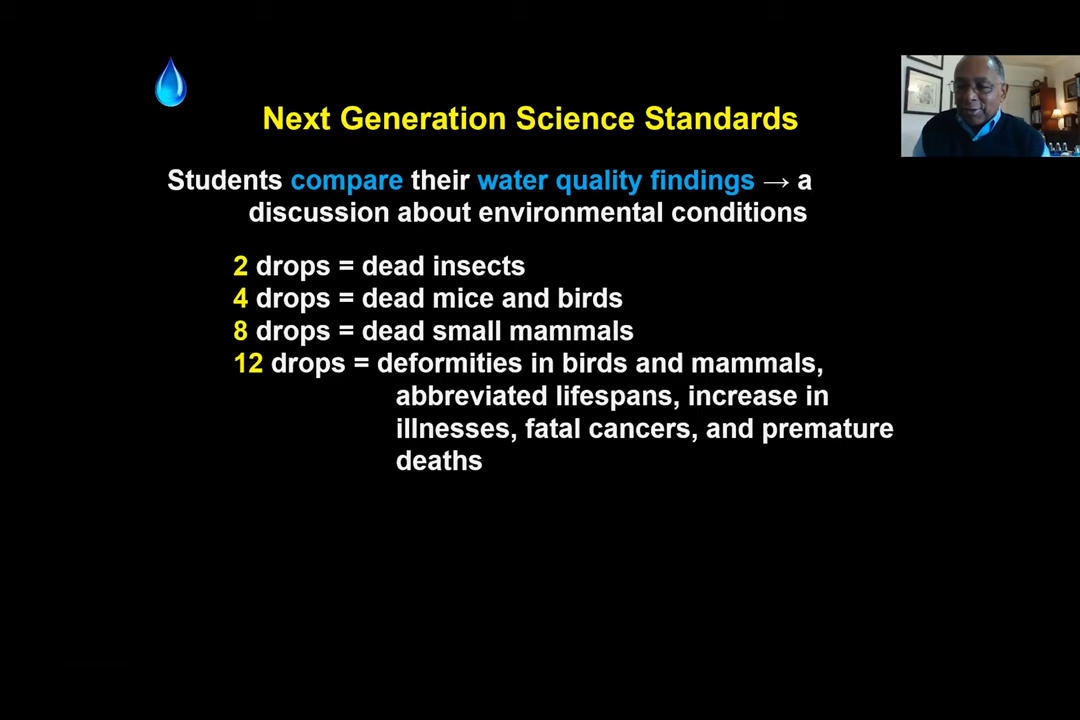 Next Generation Science Standards
Students compare their water quality findings → a
discussion about environmental conditions
2 drops = dead insects
4 drops = dead mice and birds
8 drops = dead small mammals
12 drops = deformities in birds and mammals,
abbreviated lifespans, increase in
illnesses, fatal cancers, and premature
deaths